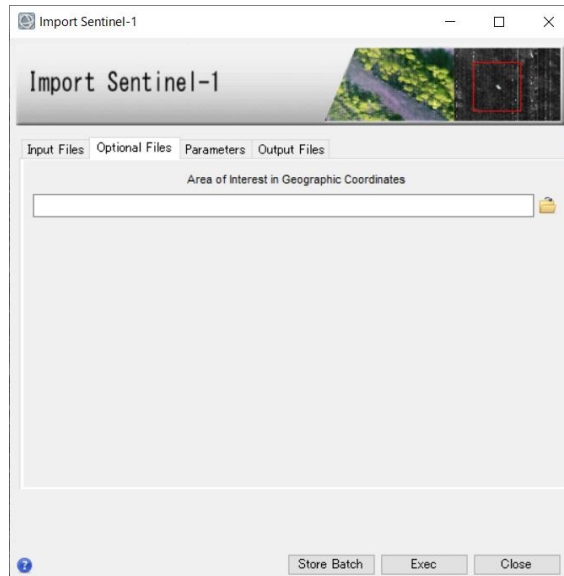 Import Sentinel-1
Import Sentinel-1
Input Files Optional Files Parameters Output Files
Area of Interest in Geographic Coordinates
Store Batch Exec Close